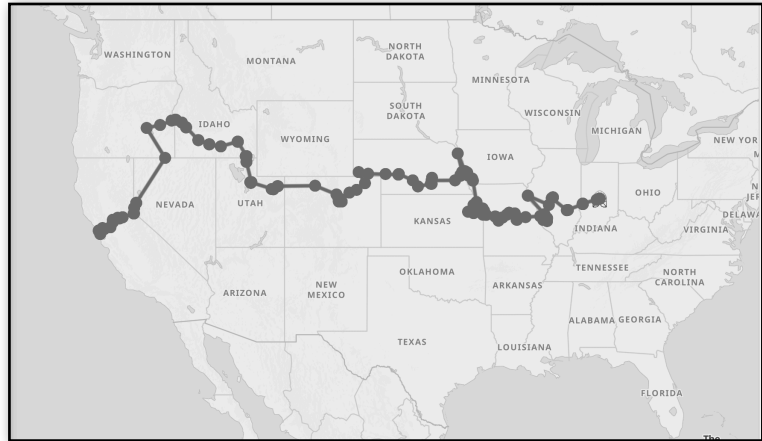 WASHINGTON
MONTANA
NORTH
DAKOTA
MINNESOTA
SOUTH
DAKOTA
WISCONSIN
MICHIGAN
NEW YOR
IDAHO
WYOMING
IOWA
NEVADA
UTAH
KANSAS
INDIANA
OHIO
DELAWA
VIRGINIA
ARIZONA
NEW
MEXICO
OKLAHOMA
ARKANSAS
TENNESSEE
NORTH
CAROLINA
TEXAS
LOUISIANA
ALABAMA
GEORGIA
FLORIDA
The